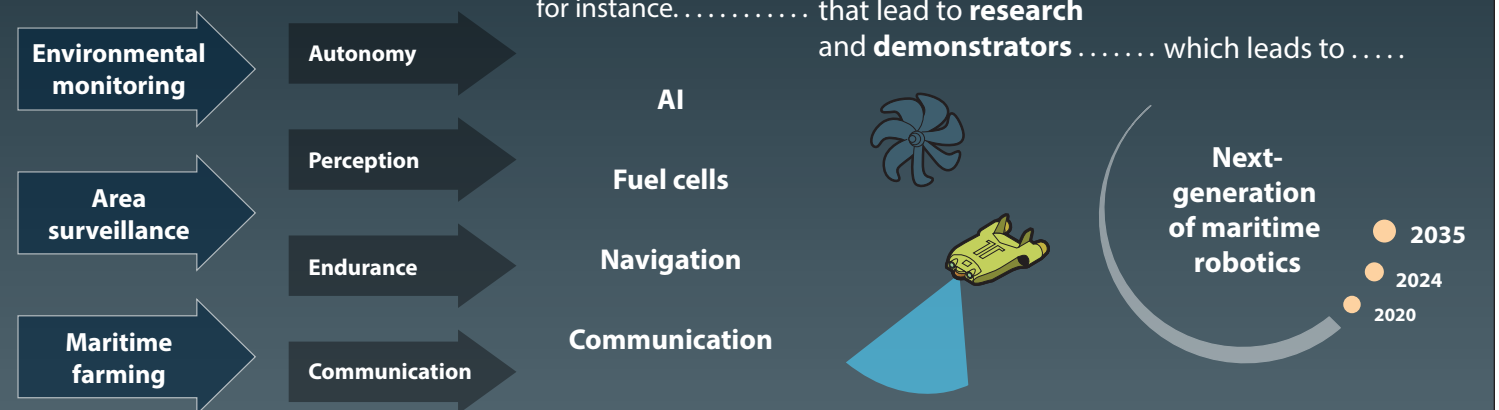 for instance............ that lead to research
and demonstrators ....... which leads to .....
Environmental
monitoring
Area
surveillance
Maritime
farming
Autonomy
Perception
Endurance
Communication
AI
Fuel cells
Navigation
Communication
Next-
generation
of maritime
robotics
2035
2024
2020